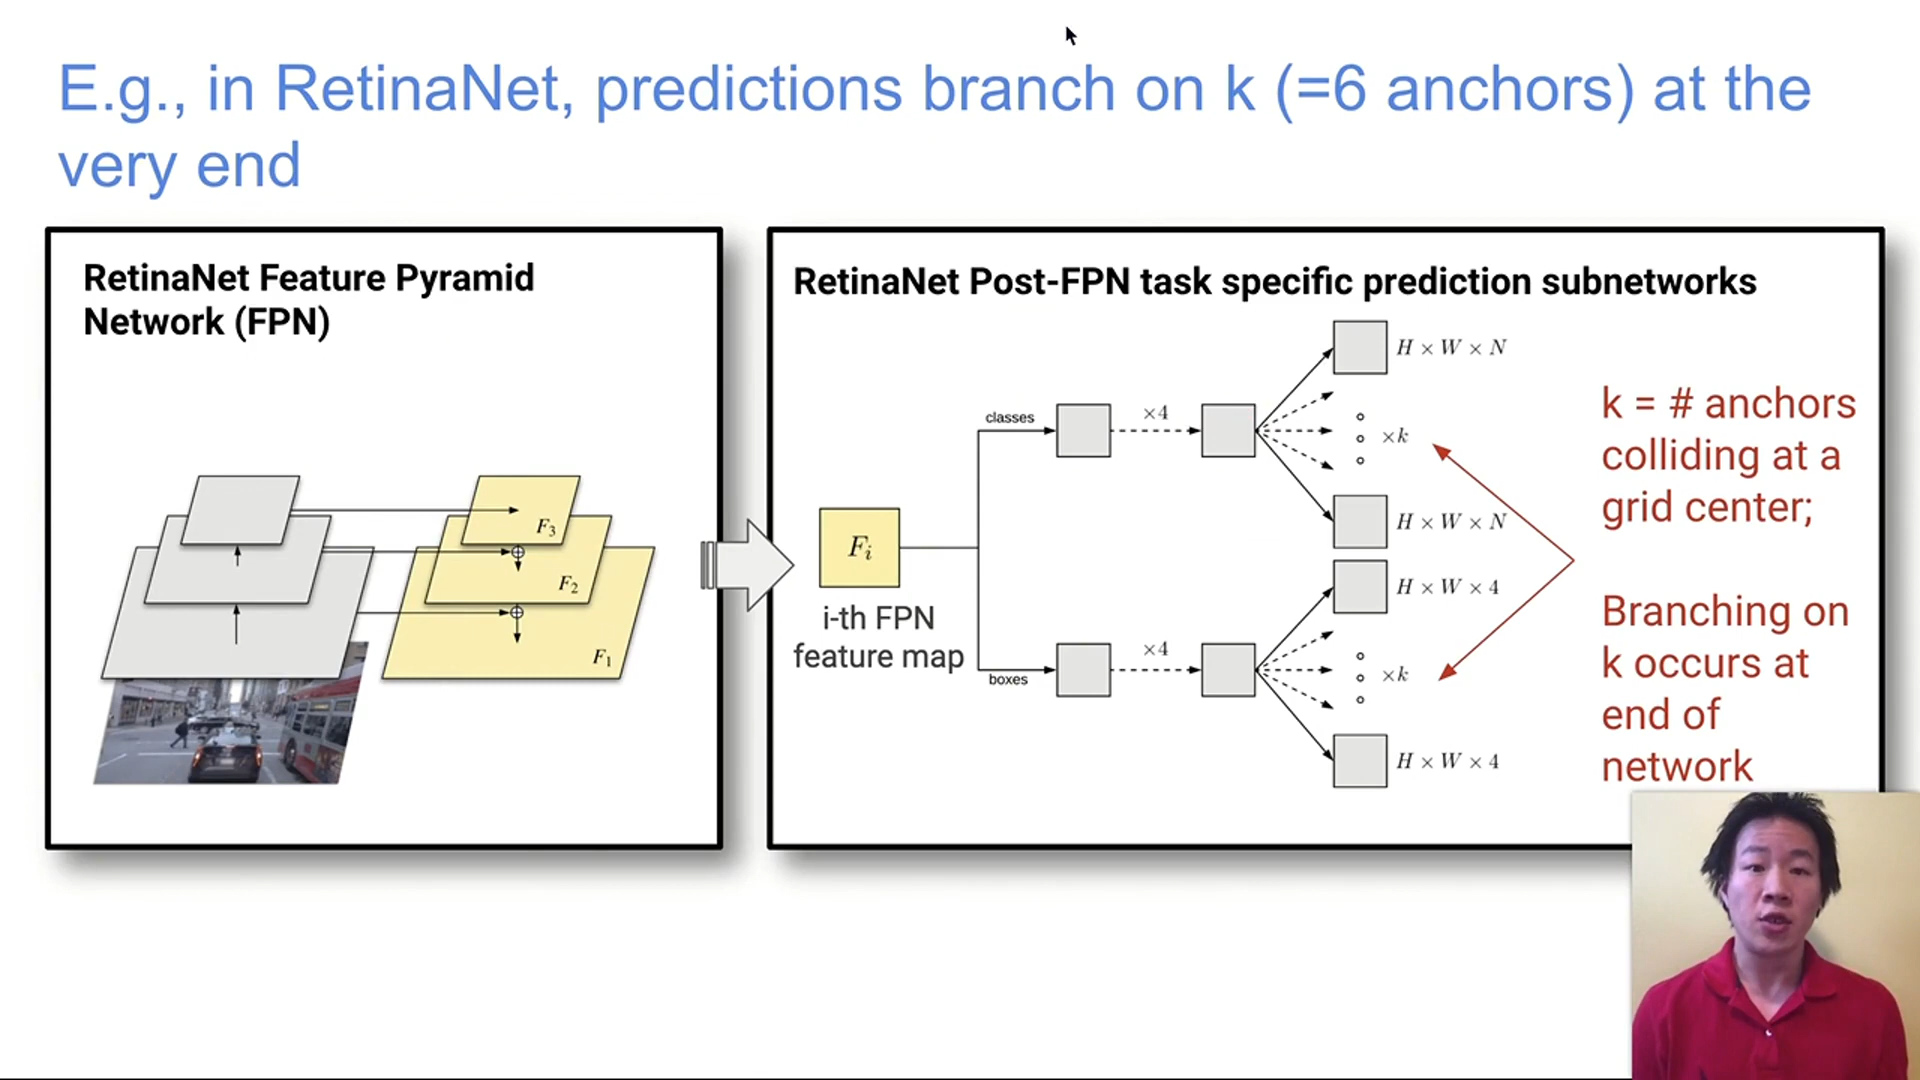 E.g., in RetinaNet, predictions branch on k (=6 anchors) at the
very end
RetinaNet Feature Pyramid
Network (FPN)
F3
F2
F1
RetinaNet Post-FPN task specific prediction subnetworks
Fi
i-th FPN
feature map
classes
×4
H × W × N
×k
H × W × N
boxes
×4
H × W × 4
×k
H × W × 4
k = # anchors
colliding at a
grid center;
Branching on
k occurs at
end of
network